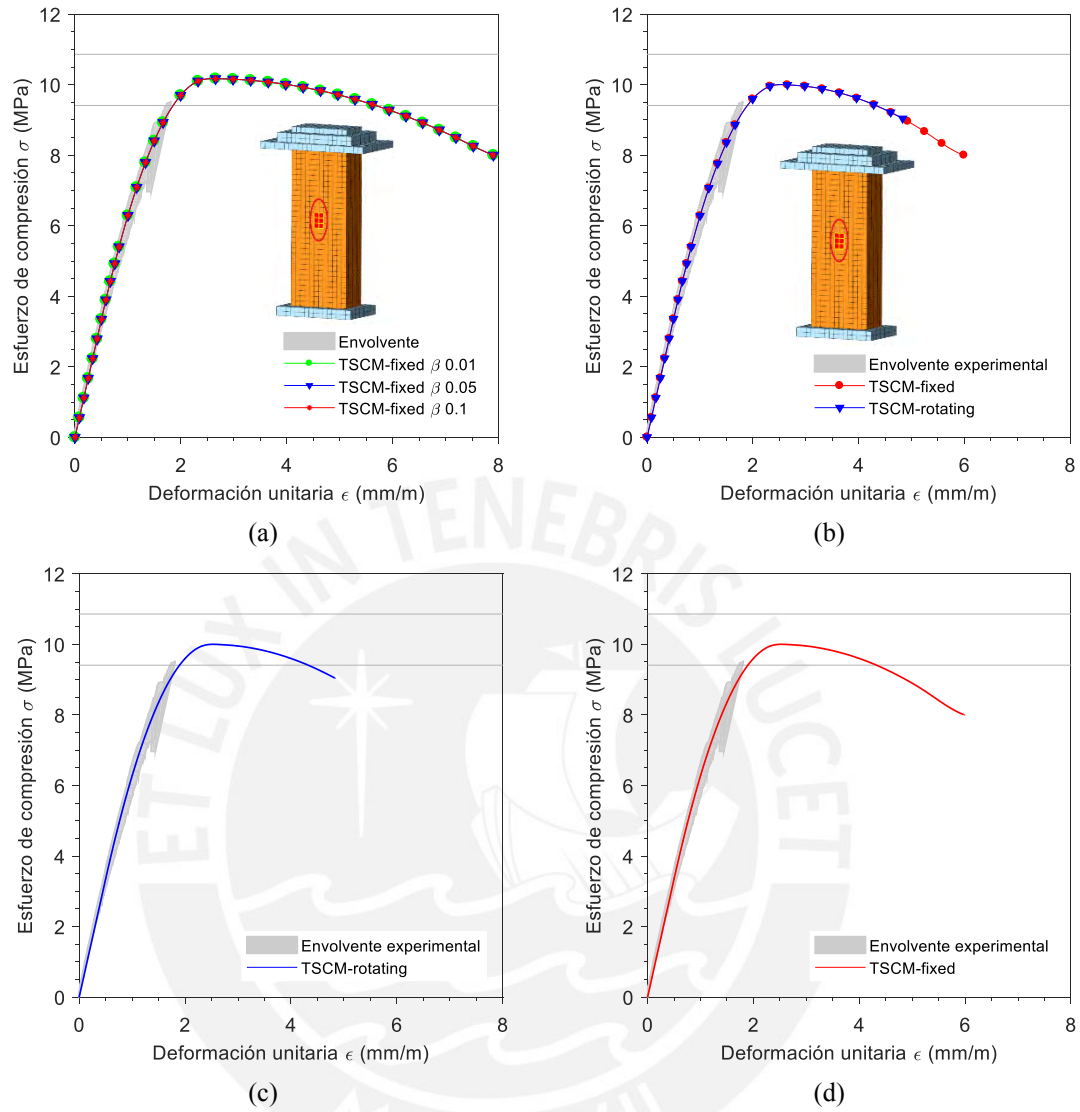 12
10
8
6
4
2
0
Esfuerzo de compresión σ (MPa)
Envolvente
TSCM-fixed β 0.01
TSCM-fixed β 0.05
TSCM-fixed β 0.1
0 2 4 6 8
Deformación unitaria ϵ (mm/m)
(a)
12
10
8
6
4
2
0
Esfuerzo de compresión σ (MPa)
Envolvente experimental
TSCM-fixed
TSCM-rotating
0 2 4 6 8
Deformación unitaria ϵ (mm/m)
(b)
12
10
8
6
4
2
0
Esfuerzo de compresión σ (MPa)
Envolvente experimental
TSCM-rotating
0 2 4 6 8
Deformación unitaria ϵ (mm/m)
(c)
12
10
8
6
4
2
0
Esfuerzo de compresión σ (MPa)
Envolvente experimental
TSCM-fixed
0 2 4 6 8
Deformación unitaria ϵ (mm/m)
(d)
ET LUX IN TENEBRIS LUCET